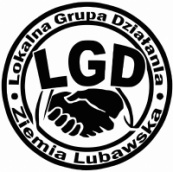 • Lokalna Grupa Działania •
LGD
Ziemia Lubawska